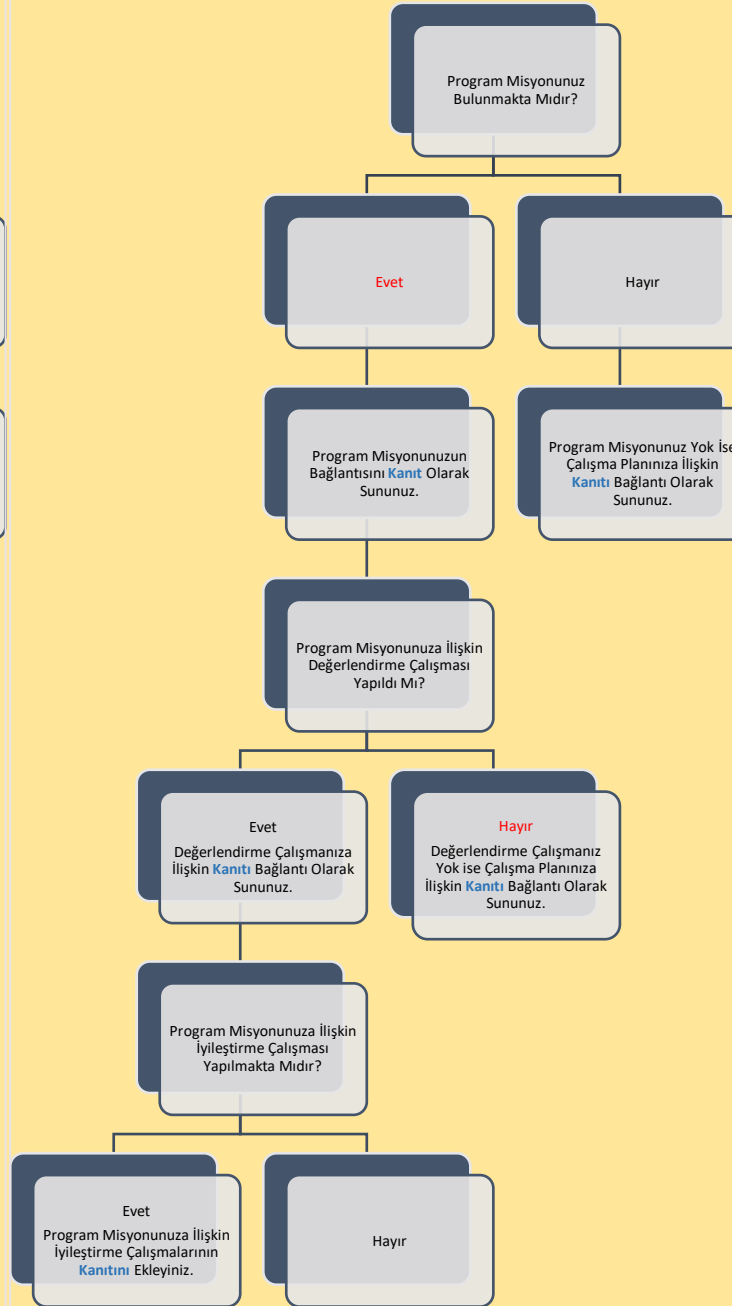 Program Misyonunuz
Bulunmakta Mıdır?
Evet
Hayır
Program Misyonunuzun
Bağlantısını Kanıt Olarak
Sununuz.
Program Misyonunuz Yok İse
Çalışma Planınıza İlişkin
Kanıtı Bağlantı Olarak
Sununuz.
Program Misyonunuza İlişkin
Değerlendirme Çalışması
Yapıldı Mı?
Evet
Değerlendirme Çalışmanıza
İlişkin Kanıtı Bağlantı Olarak
Sununuz.
Hayır
Değerlendirme Çalışmanız
Yok ise Çalışma Planınıza
İlişkin Kanıtı Bağlantı Olarak
Sununuz.
Program Misyonunuza İlişkin
İyileştirme Çalışması
Yapılmakta Mıdır?
Evet
Program Misyonunuza İlişkin
İyileştirme Çalışmalarının
Kanıtını Ekleyiniz.
Hayır